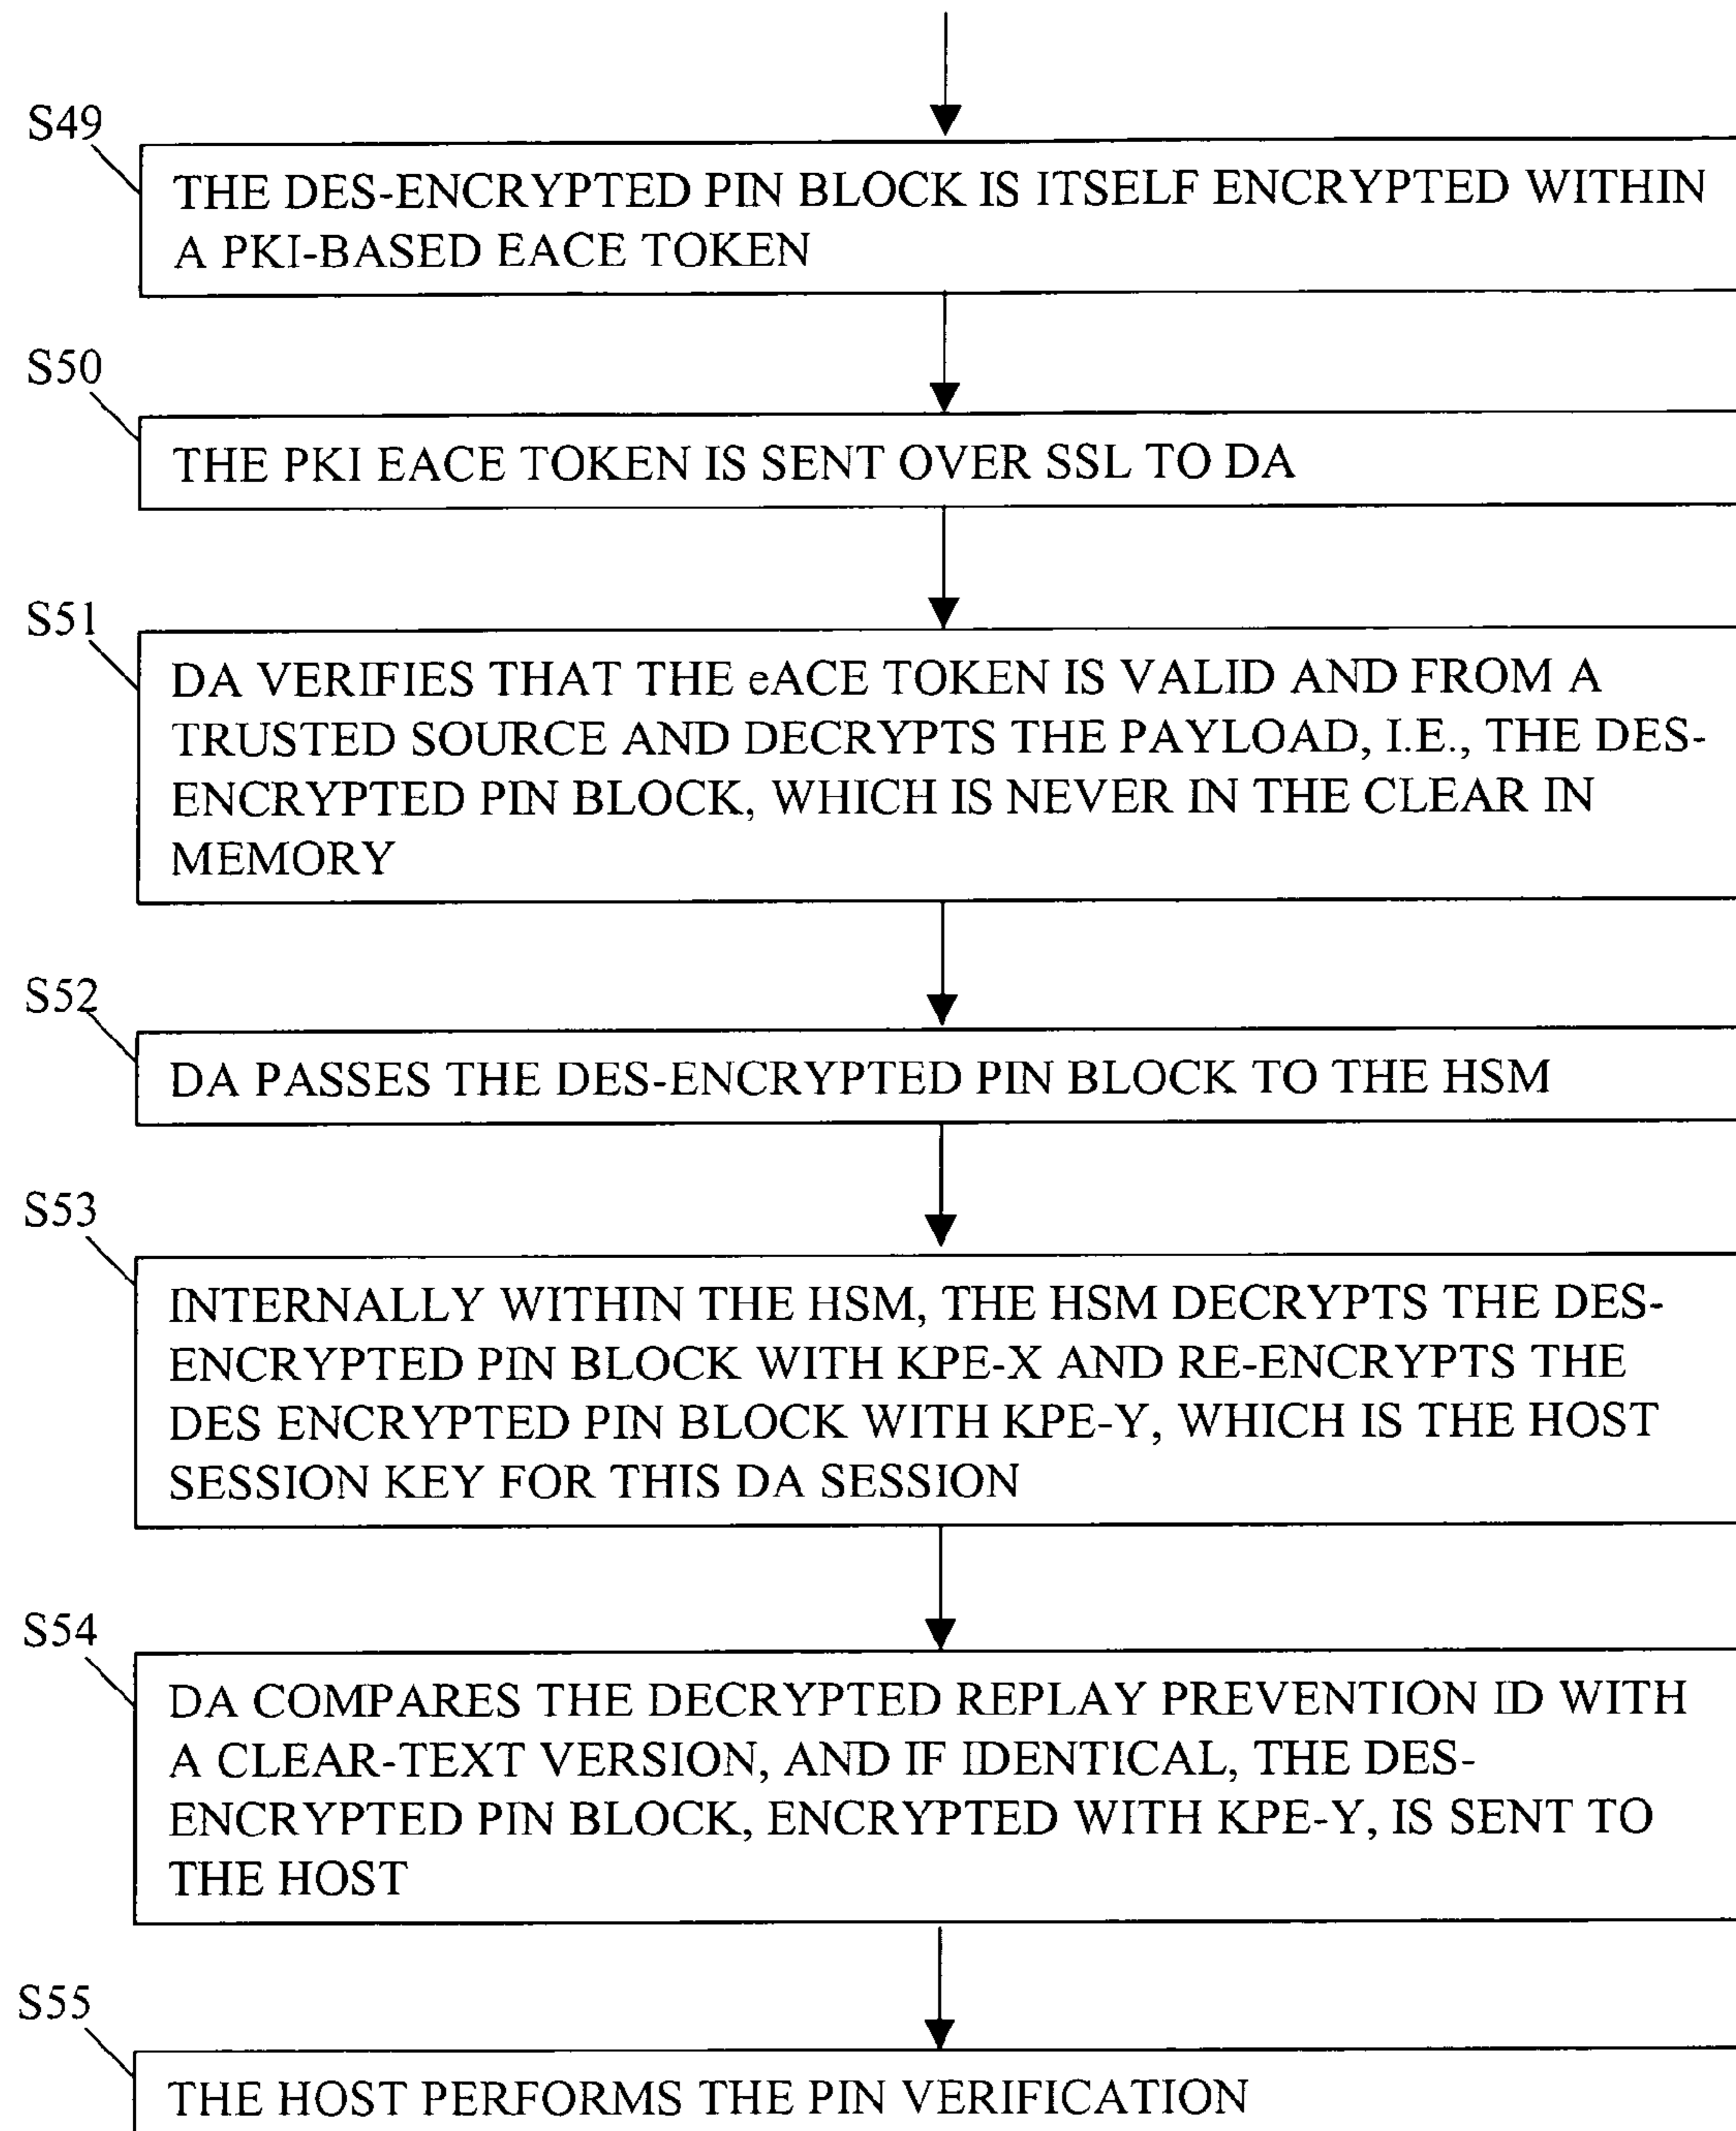 S49
THE DES-ENCRYPTED PIN BLOCK IS ITSELF ENCRYPTED WITHIN
A PKI-BASED EACE TOKEN
S50
THE PKI EACE TOKEN IS SENT OVER SSL TO DA
S51
DA VERIFIES THAT THE eACE TOKEN IS VALID AND FROM A
TRUSTED SOURCE AND DECRYPTS THE PAYLOAD, I.E., THE DES-
ENCRYPTED PIN BLOCK, WHICH IS NEVER IN THE CLEAR IN
MEMORY
S52
DA PASSES THE DES-ENCRYPTED PIN BLOCK TO THE HSM
S53
INTERNALLY WITHIN THE HSM, THE HSM DECRYPTS THE DES-
ENCRYPTED PIN BLOCK WITH KPE-X AND RE-ENCRYPTS THE
DES ENCRYPTED PIN BLOCK WITH KPE-Y, WHICH IS THE HOST
SESSION KEY FOR THIS DA SESSION
S54
DA COMPARES THE DECRYPTED REPLAY PREVENTION ID WITH
A CLEAR-TEXT VERSION, AND IF IDENTICAL, THE DES-
ENCRYPTED PIN BLOCK, ENCRYPTED WITH KPE-Y, IS SENT TO
THE HOST
S55
THE HOST PERFORMS THE PIN VERIFICATION